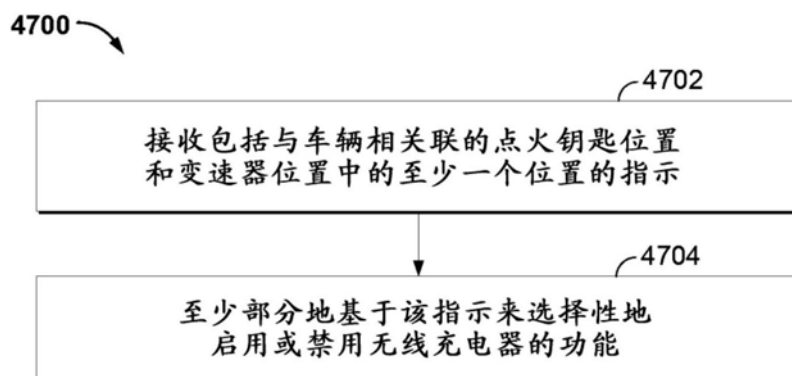 4700
4702
接收包括与车辆相关联的点火钥匙位置
和变速器位置中的至少一个位置的指示
4704
至少部分地基于该指示来选择性地
启用或禁用无线充电器的功能